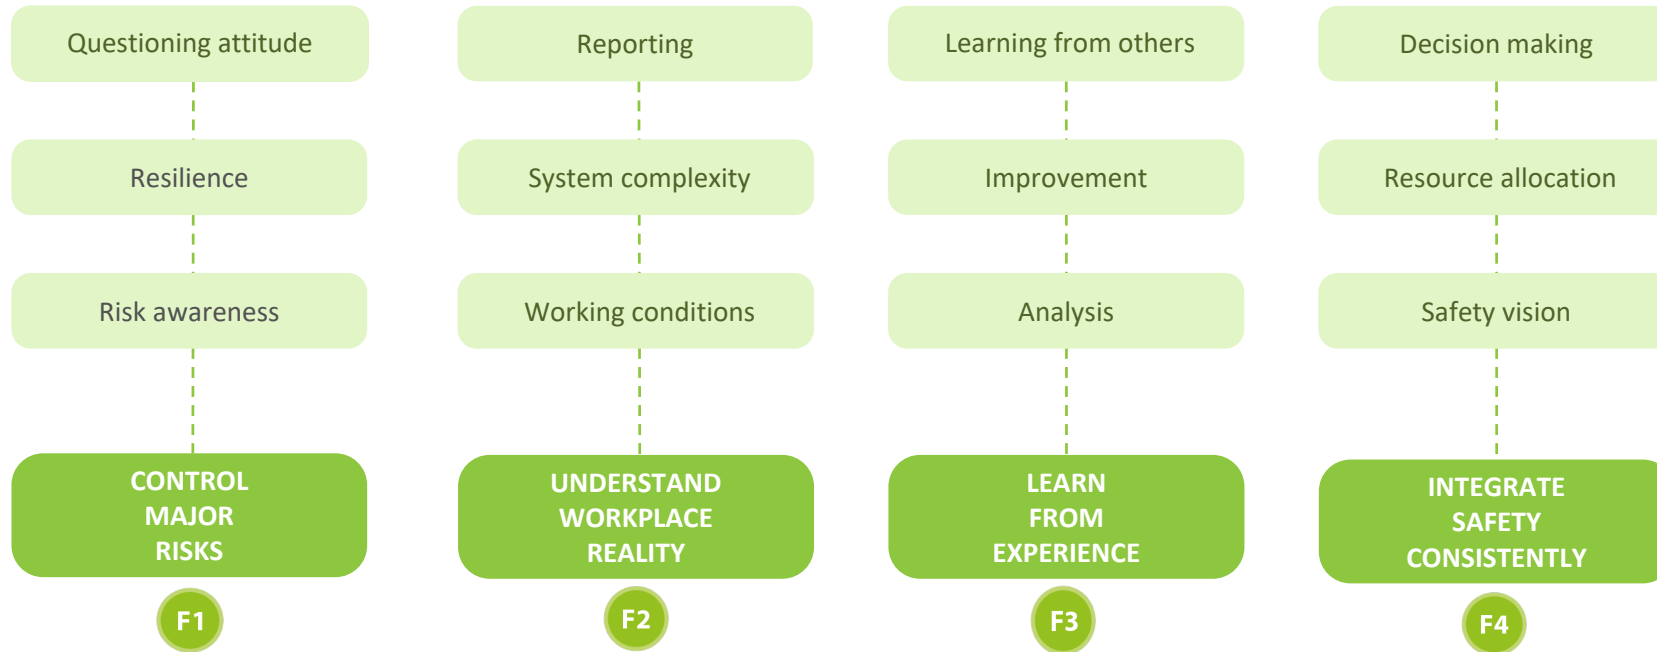 Questioning attitude
Reporting
Learning from others
Decision making
Resilience
System complexity
Improvement
Resource allocation
Risk awareness
Working conditions
Analysis
Safety vision
CONTROL
MAJOR
RISKS
UNDERSTAND
WORKPLACE
REALITY
LEARN
FROM
EXPERIENCE
INTEGRATE
SAFETY
CONSISTENTLY
F1
F2
F3
F4